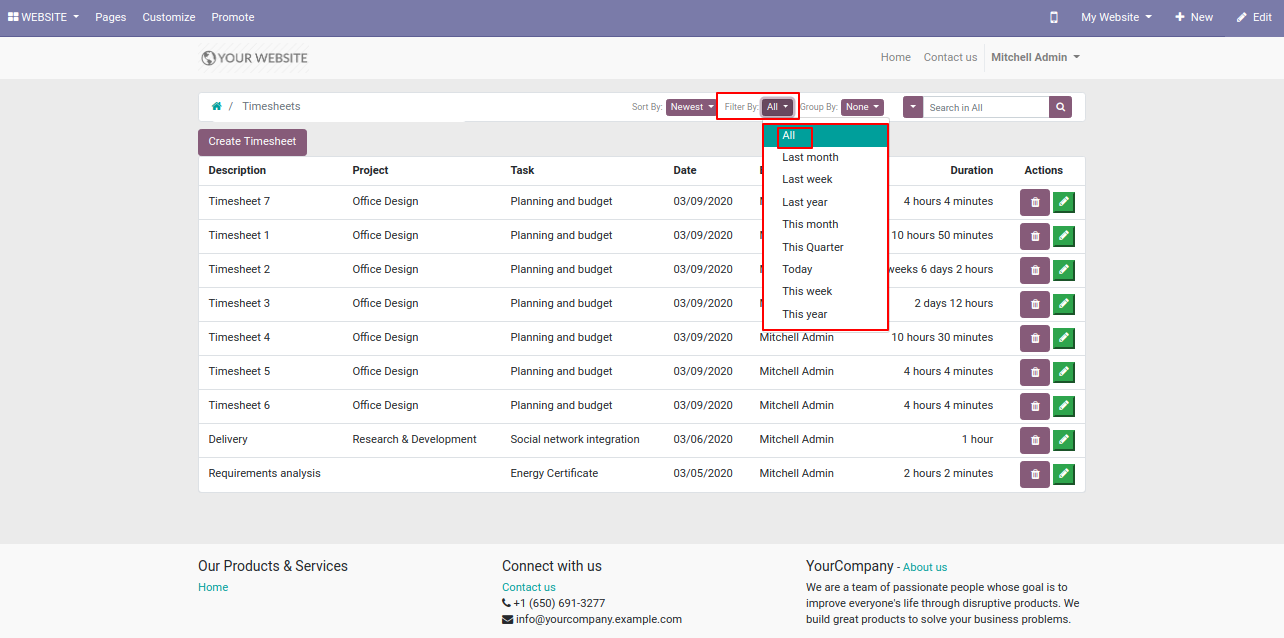 WEBSITE Pages Customize Promote My Website New Edit
YOUR WEBSITE Home Contact us Mitchell Admin
/ Timesheets Sort By: Newest Filter By: All Group By: None Search in All
Create Timesheet
All
Last month
Last week
Last year
This month
This Quarter
Today
This week
This year
Description Project Task Date Duration Actions
Timesheet 7 Office Design Planning and budget 03/09/2020 4 hours 4 minutes
Timesheet 1 Office Design Planning and budget 03/09/2020 10 hours 50 minutes
Timesheet 2 Office Design Planning and budget 03/09/2020 weeks 6 days 2 hours
Timesheet 3 Office Design Planning and budget 03/09/2020 2 days 12 hours
Timesheet 4 Office Design Planning and budget 03/09/2020 Mitchell Admin 10 hours 30 minutes
Timesheet 5 Office Design Planning and budget 03/09/2020 Mitchell Admin 4 hours 4 minutes
Timesheet 6 Office Design Planning and budget 03/09/2020 Mitchell Admin 4 hours 4 minutes
Delivery Research & Development Social network integration 03/06/2020 Mitchell Admin 1 hour
Requirements analysis Energy Certificate 03/05/2020 Mitchell Admin 2 hours 2 minutes
Our Products & Services
Home
Connect with us
Contact us
+1 (650) 691-3277
info@yourcompany.example.com
YourCompany - About us
We are a team of passionate people whose goal is to
improve everyone's life through disruptive products. We
build great products to solve your business problems.